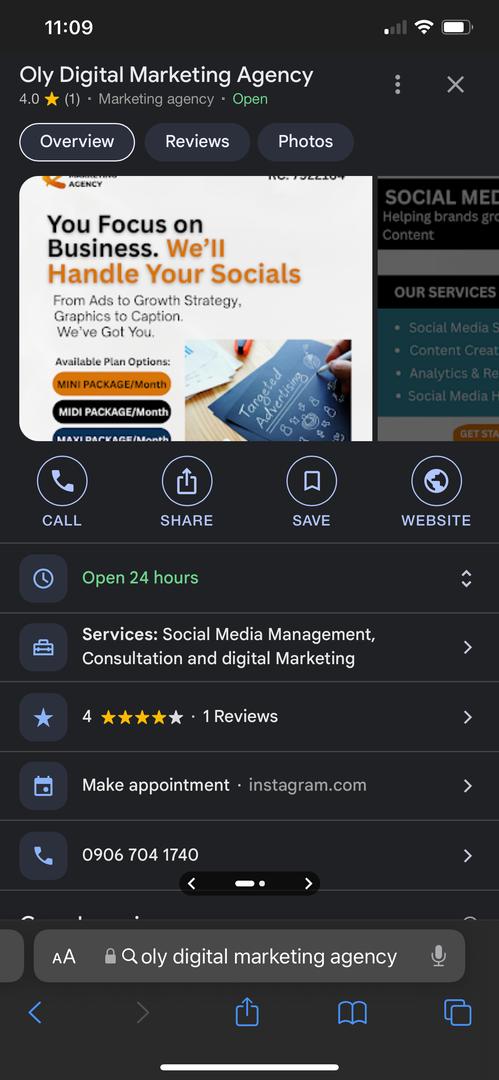 11:09
Oly Digital Marketing Agency
4.0 (1) · Marketing agency · Open
Overview
Reviews
Photos
AGENCY
You Focus on
Business. We'll
Handle Your Socials
From Ads to Growth Strategy,
Graphics to Caption.
We've Got You.
Available Plan Options:
MINI PACKAGE/Month
MIDI PACKAGE/Month
MAXI PACKAGE/Month
Targeted
Advertising
SOCIAL MED
Helping brands gro
Content
OUR SERVICES
• Social Media S
• Content Creat
• Analytics & Re
• Social Media H
GET STA
CALL
SHARE
SAVE
WEBSITE
Open 24 hours
Services: Social Media Management,
Consultation and digital Marketing
4 · 1 Reviews
Make appointment · instagram.com
0906 704 1740
AA oly digital marketing agency